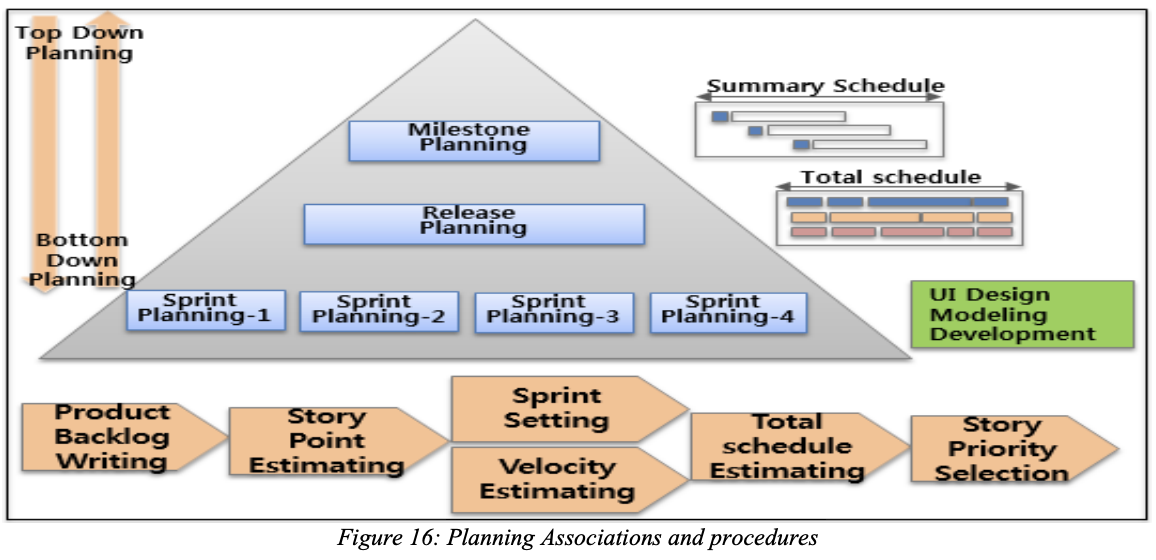 Top Down
Planning
Summary Schedule
Milestone
Planning
Total schedule
Release
Planning
Bottom
Down
Planning
Sprint
Planning-1
Sprint
Planning-2
Sprint
Planning-3
Sprint
Planning-4
UI Design
Modeling
Development
Product
Backlog
Writing
Story
Point
Estimating
Sprint
Setting
Velocity
Estimating
Total
schedule
Estimating
Story
Priority
Selection
Figure 16: Planning Associations and procedures